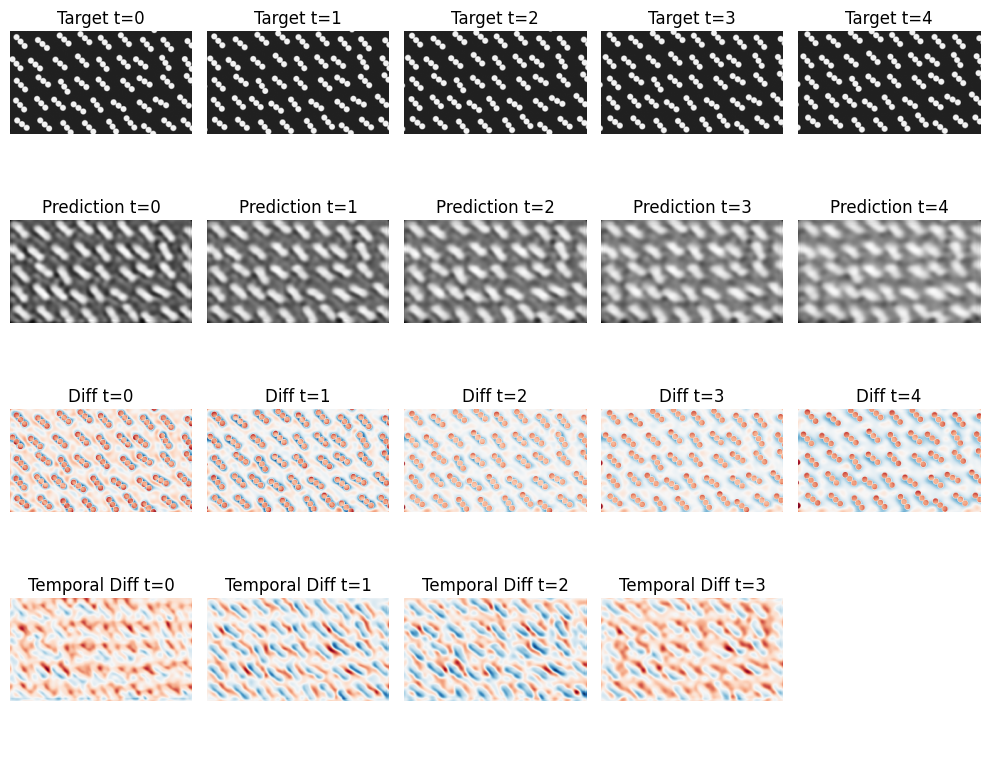 Target t=0
Target t=1
Target t=2
Target t=3
Target t=4
Prediction t=0
Prediction t=1
Prediction t=2
Prediction t=3
Prediction t=4
Diff t=0
Diff t=1
Diff t=2
Diff t=3
Diff t=4
Temporal Diff t=0
Temporal Diff t=1
Temporal Diff t=2
Temporal Diff t=3